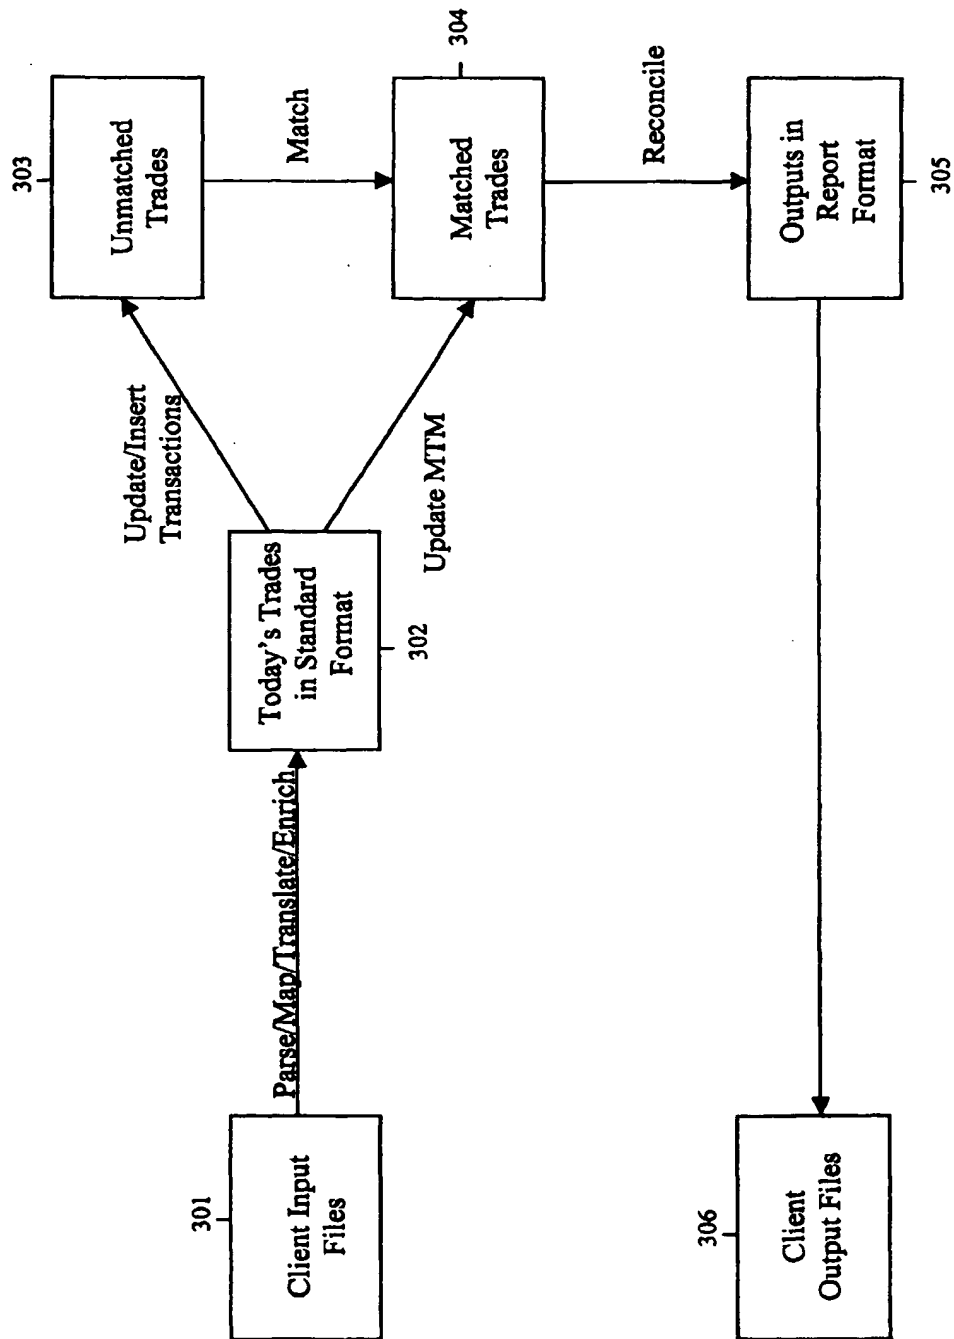 301
Client Input
Files
Parse/Map/Translate/Enrich
Today's Trades
in Standard
Format
302
Update/Insert
Transactions
Update MTM
303
Unmatched
Trades
Match
304
Matched
Trades
Reconcile
Outputs in
Report
Format
305
306
Client
Output Files